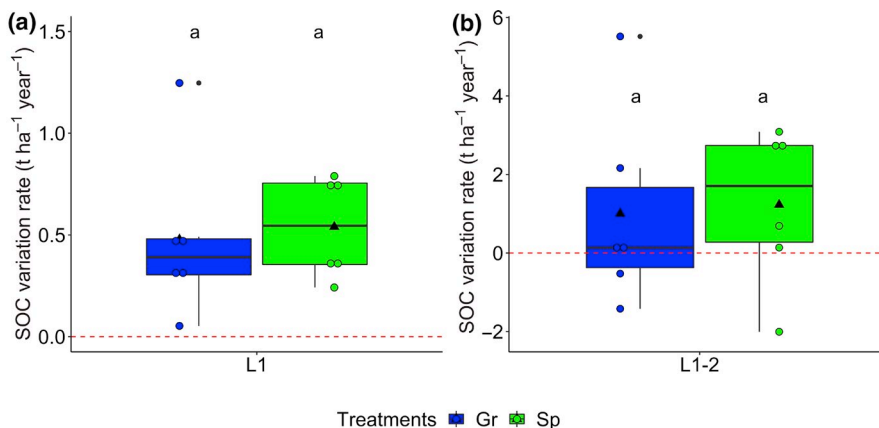 (a)
SOC variation rate (t ha⁻¹ year⁻¹)
1.5
1.0
0.5
0.0
a a
L1
(b)
SOC variation rate (t ha⁻¹ year⁻¹)
6
4
2
0
−2
a a
L1-2
Treatments Gr Sp